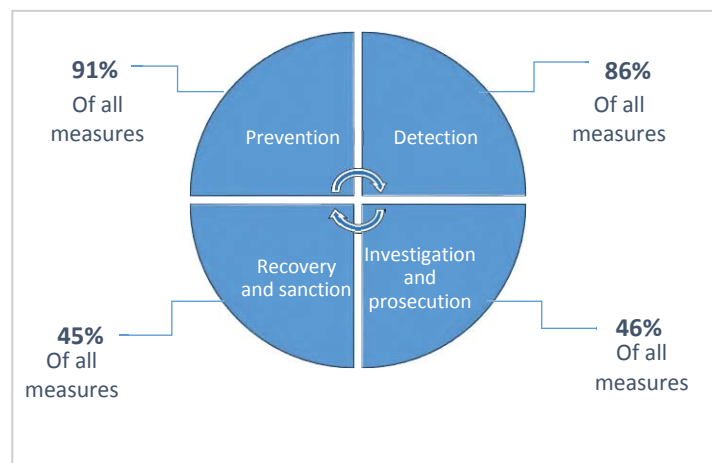 91%
Of all
measures
Prevention
Detection
86%
Of all
measures
45%
Of all
measures
Recovery
and sanction
Investigation
and
prosecution
46%
Of all
measures